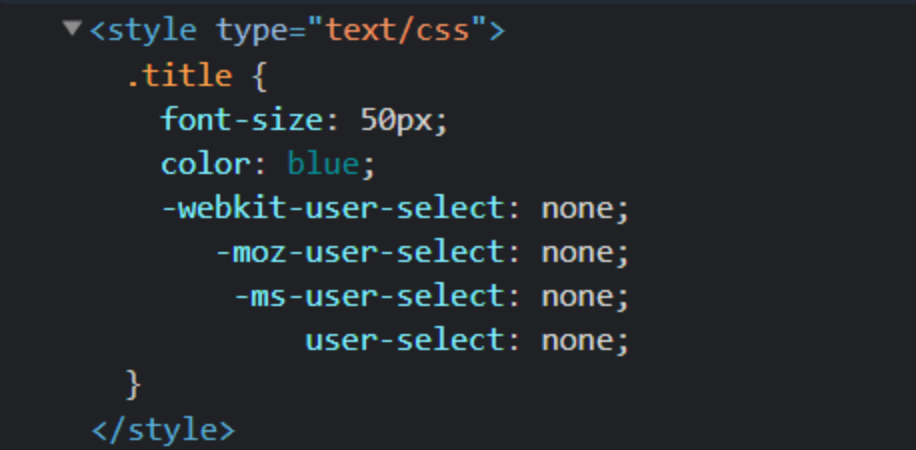 <style type="text/css">
.title {
font-size: 50px;
color: blue;
-webkit-user-select: none;
-moz-user-select: none;
-ms-user-select: none;
user-select: none;
}
</style>